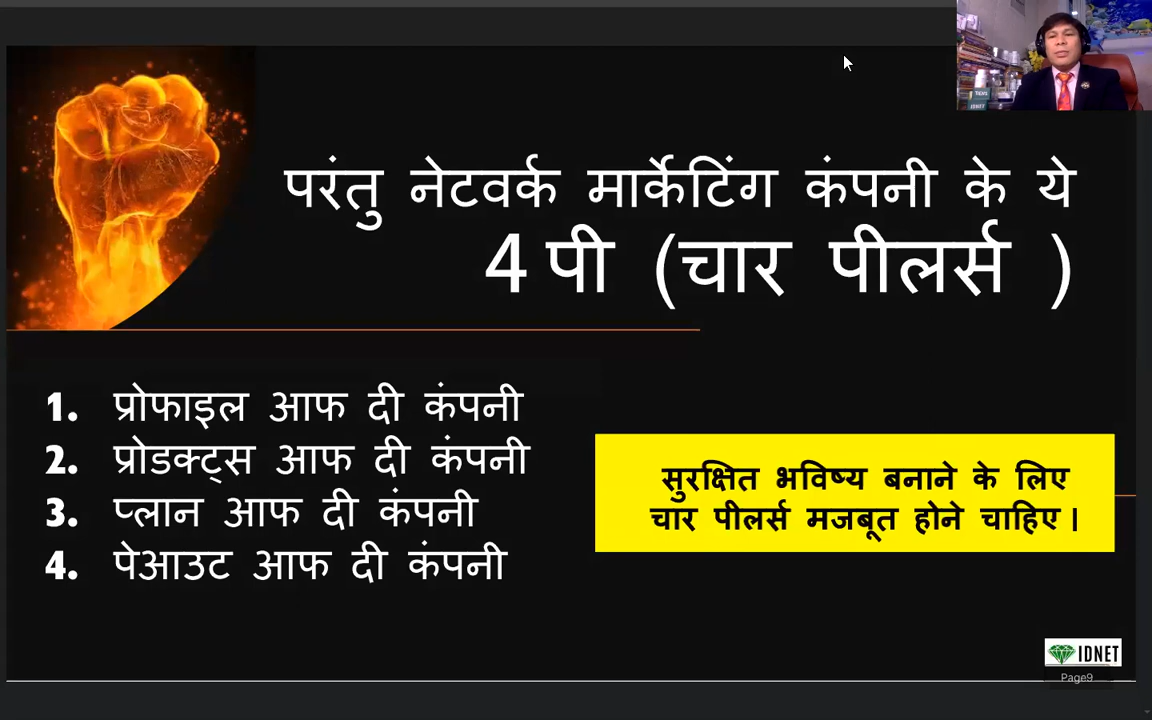 परंतु नेटवर्क मार्केटिंग कंपनी के ये
4 पी (चार पीलर्स )
1. प्रोफाइल आफ दी कंपनी
2. प्रोडक्ट्स आफ दी कंपनी
3. प्लान आफ दी कंपनी
4. पेआउट आफ दी कंपनी
सुरक्षित भविष्य बनाने के लिए
चार पीलर्स मजबूत होने चाहिए।
IDNET
Page9